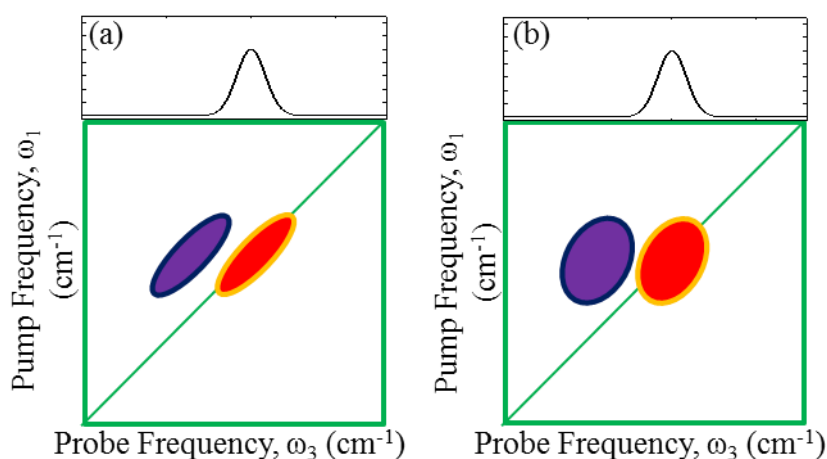 (a)
Pump Frequency, ω₁
(cm⁻¹)
Probe Frequency, ω₃ (cm⁻¹)
(b)
Pump Frequency, ω₁
(cm⁻¹)
Probe Frequency, ω₃ (cm⁻¹)